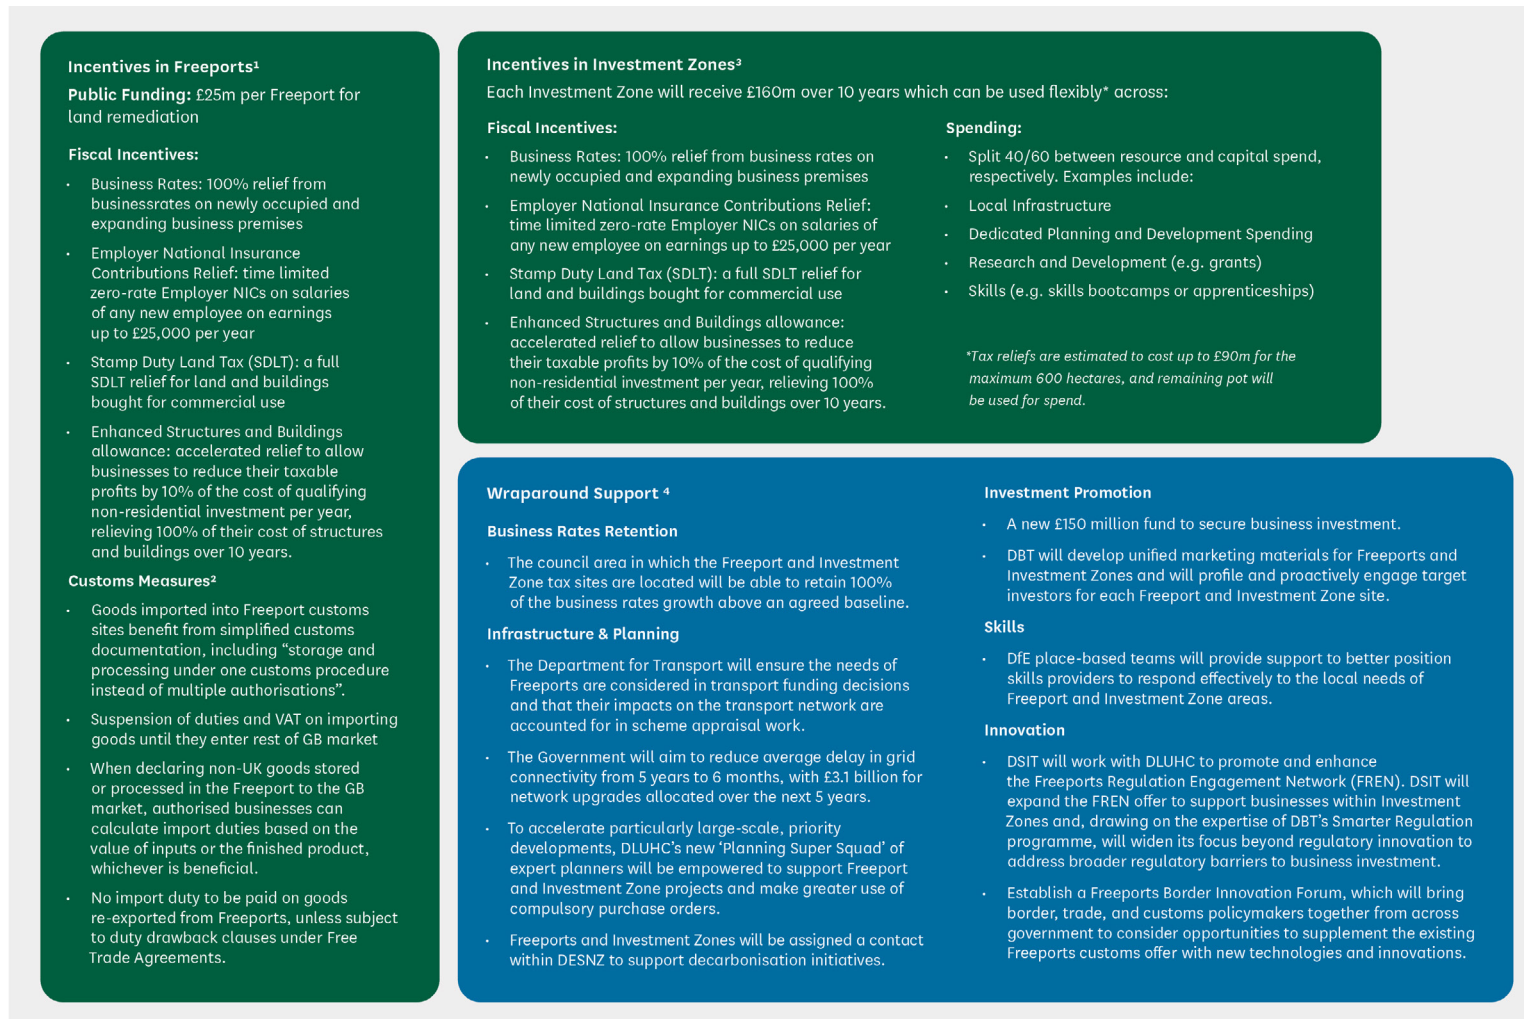 Incentives in Freeports¹
Public Funding: £25m per Freeport for
land remediation
Fiscal Incentives:
· Business Rates: 100% relief from
businessrates on newly occupied and
expanding business premises
· Employer National Insurance
Contributions Relief: time limited
zero-rate Employer NICs on salaries
of any new employee on earnings
up to £25,000 per year
· Stamp Duty Land Tax (SDLT): a full
SDLT relief for land and buildings
bought for commercial use
· Enhanced Structures and Buildings
allowance: accelerated relief to allow
businesses to reduce their taxable
profits by 10% of the cost of qualifying
non-residential investment per year,
relieving 100% of their cost of structures
and buildings over 10 years.
Customs Measures²
· Goods imported into Freeport customs
sites benefit from simplified customs
documentation, including “storage and
processing under one customs procedure
instead of multiple authorisations”.
· Suspension of duties and VAT on importing
goods until they enter rest of GB market
· When declaring non-UK goods stored
or processed in the Freeport to the GB
market, authorised businesses can
calculate import duties based on the
value of inputs or the finished product,
whichever is beneficial.
· No import duty to be paid on goods
re-exported from Freeports, unless subject
to duty drawback clauses under Free
Trade Agreements.
Incentives in Investment Zones³
Each Investment Zone will receive £160m over 10 years which can be used flexibly* across:
Fiscal Incentives:
· Business Rates: 100% relief from business rates on
newly occupied and expanding business premises
· Employer National Insurance Contributions Relief:
time limited zero-rate Employer NICs on salaries of
any new employee on earnings up to £25,000 per year
· Stamp Duty Land Tax (SDLT): a full SDLT relief for
land and buildings bought for commercial use
· Enhanced Structures and Buildings allowance:
accelerated relief to allow businesses to reduce
their taxable profits by 10% of the cost of qualifying
non-residential investment per year, relieving 100%
of their cost of structures and buildings over 10 years.
Spending:
· Split 40/60 between resource and capital spend,
respectively. Examples include:
· Local Infrastructure
· Dedicated Planning and Development Spending
· Research and Development (e.g. grants)
· Skills (e.g. skills bootcamps or apprenticeships)
*Tax reliefs are estimated to cost up to £90m for the
maximum 600 hectares, and remaining pot will
be used for spend.
Wraparound Support ⁴
Business Rates Retention
· The council area in which the Freeport and Investment
Zone tax sites are located will be able to retain 100%
of the business rates growth above an agreed baseline.
Infrastructure & Planning
· The Department for Transport will ensure the needs of
Freeports are considered in transport funding decisions
and that their impacts on the transport network are
accounted for in scheme appraisal work.
· The Government will aim to reduce average delay in grid
connectivity from 5 years to 6 months, with £3.1 billion for
network upgrades allocated over the next 5 years.
· To accelerate particularly large-scale, priority
developments, DLUHC’s new ‘Planning Super Squad’ of
expert planners will be empowered to support Freeport
and Investment Zone projects and make greater use of
compulsory purchase orders.
· Freeports and Investment Zones will be assigned a contact
within DESNZ to support decarbonisation initiatives.
Investment Promotion
· A new £150 million fund to secure business investment.
· DBT will develop unified marketing materials for Freeports and
Investment Zones and will profile and proactively engage target
investors for each Freeport and Investment Zone site.
Skills
· DfE place-based teams will provide support to better position
skills providers to respond effectively to the local needs of
Freeport and Investment Zone areas.
Innovation
· DSIT will work with DLUHC to promote and enhance
the Freeports Regulation Engagement Network (FREN). DSIT will
expand the FREN offer to support businesses within Investment
Zones and, drawing on the expertise of DBT’s Smarter Regulation
programme, will widen its focus beyond regulatory innovation to
address broader regulatory barriers to business investment.
· Establish a Freeports Border Innovation Forum, which will bring
border, trade, and customs policymakers together from across
government to consider opportunities to supplement the existing
Freeports customs offer with new technologies and innovations.